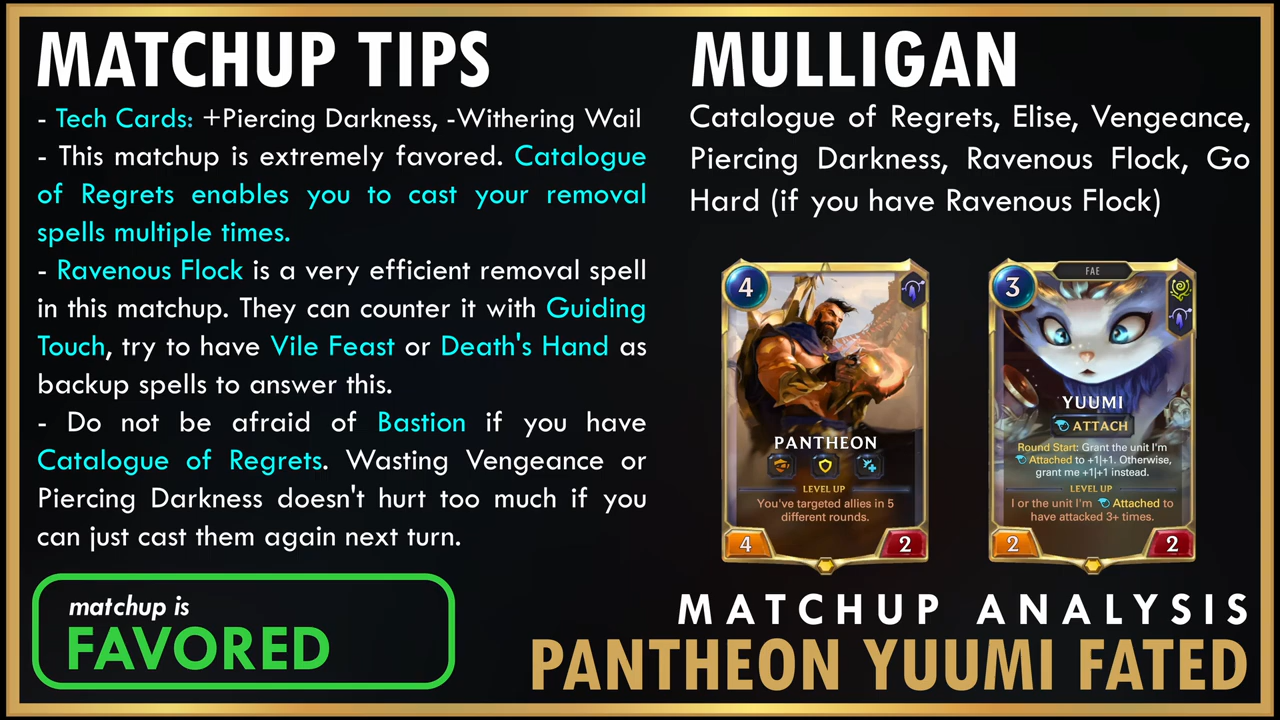 MATCHUP TIPS
- Tech Cards: +Piercing Darkness, -Withering Wail
- This matchup is extremely favored. Catalogue
of Regrets enables you to cast your removal
spells multiple times.
- Ravenous Flock is a very efficient removal spell
in this matchup. They can counter it with Guiding
Touch, try to have Vile Feast or Death's Hand as
backup spells to answer this.
- Do not be afraid of Bastion if you have
Catalogue of Regrets. Wasting Vengeance or
Piercing Darkness doesn't hurt too much if you
can just cast them again next turn.
matchup is
FAVORED
MULLIGAN
Catalogue of Regrets, Elise, Vengeance,
Piercing Darkness, Ravenous Flock, Go
Hard (if you have Ravenous Flock)
4
PANTHEON
LEVEL UP
You've targeted allies in 5
different rounds.
4
2
3
FAE
YUUMI
ATTACH
Round Start: Grant the unit I'm
Attached to +1|+1. Otherwise,
grant me +1|+1 instead.
LEVEL UP
I or the unit I'm Attached to
have attacked 3+ times.
2
2
MATCHUP ANALYSIS
PANTHEON YUUMI FATED